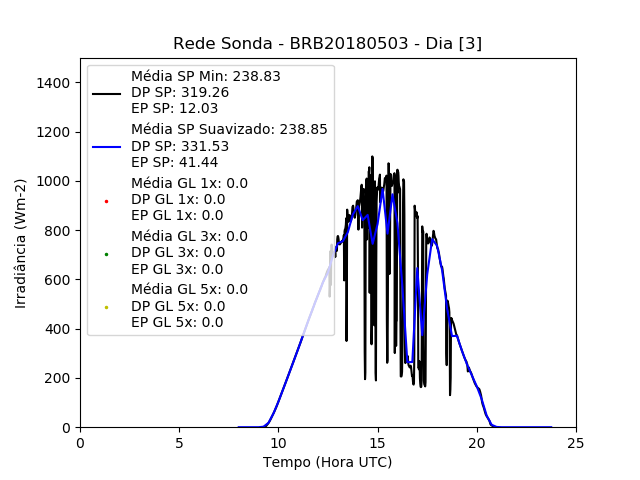 Rede Sonda - BRB20180503 - Dia [3]
Média SP Min: 238.83
DP SP: 319.26
EP SP: 12.03
Média SP Suavizado: 238.85
DP SP: 331.53
EP SP: 41.44
Média GL 1x: 0.0
DP GL 1x: 0.0
EP GL 1x: 0.0
Média GL 3x: 0.0
DP GL 3x: 0.0
EP GL 3x: 0.0
Média GL 5x: 0.0
DP GL 5x: 0.0
EP GL 5x: 0.0
Irradiância (Wm-2)
1400
1200
1000
800
600
400
200
0
0 5 10 15 20 25
Tempo (Hora UTC)